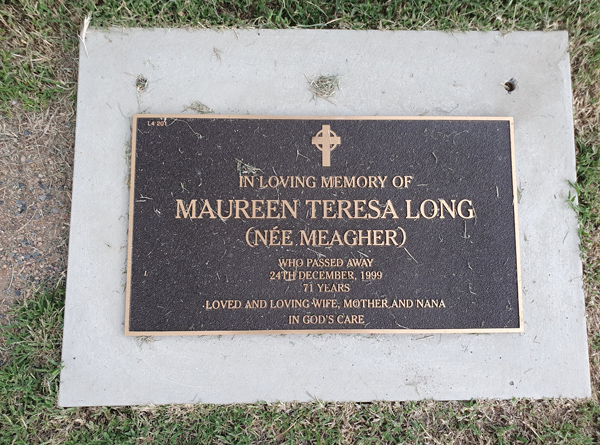 L4 201
IN LOVING MEMORY OF
MAUREEN TERESA LONG
(NÉE MEAGHER)
WHO PASSED AWAY
24TH DECEMBER, 1999
71 YEARS
LOVED AND LOVING WIFE, MOTHER AND NANA
IN GOD'S CARE